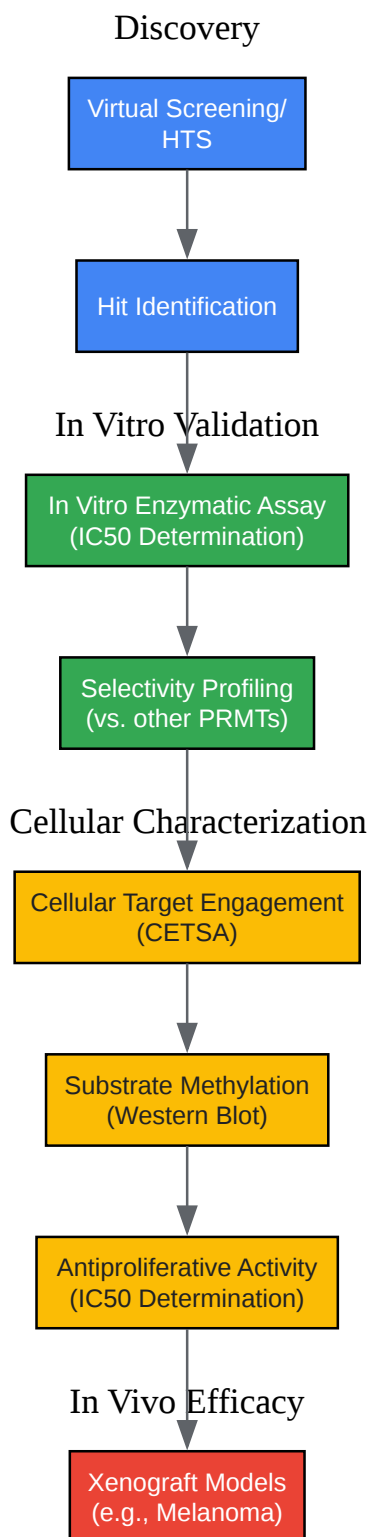 Discovery
Virtual Screening/
HTS
Hit Identification
In Vitro Validation
In Vitro Enzymatic Assay
(IC50 Determination)
Selectivity Profiling
(vs. other PRMTs)
Cellular Characterization
Cellular Target Engagement
(CETSA)
Substrate Methylation
(Western Blot)
Antiproliferative Activity
(IC50 Determination)
In Vivo Efficacy
Xenograft Models
(e.g., Melanoma)